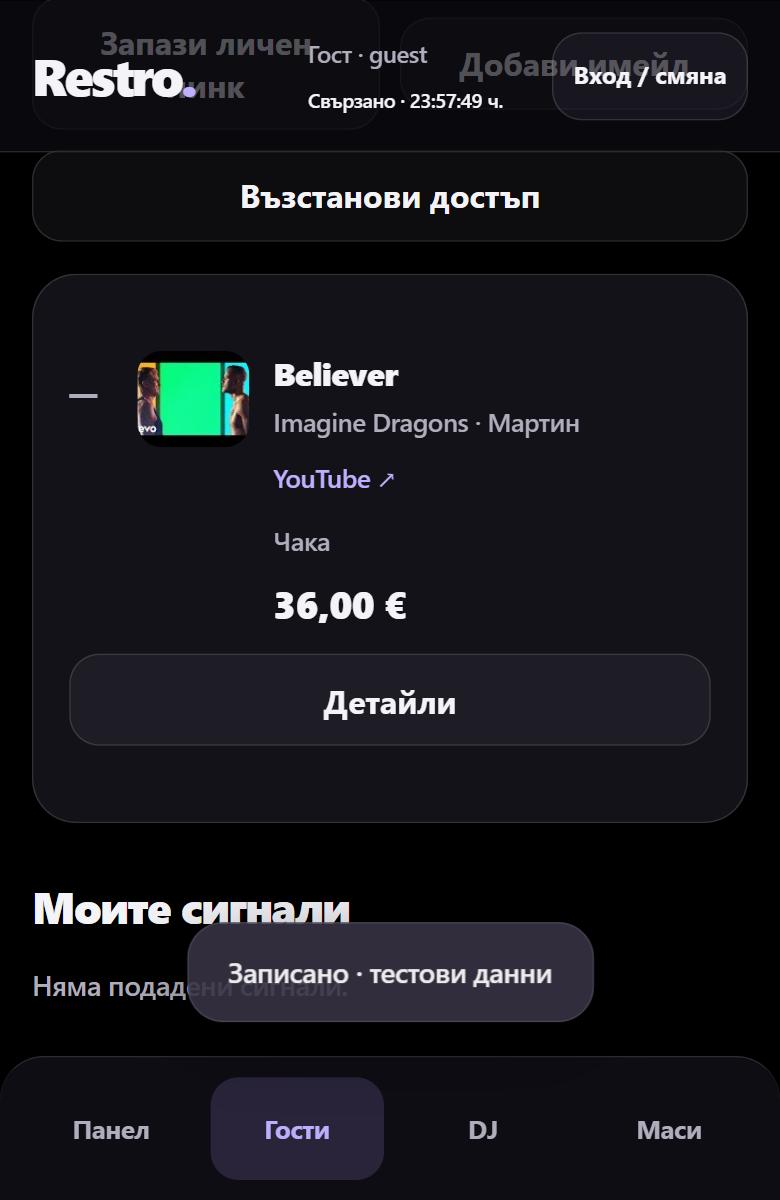 Запази личен
линк
Добави имейл
Restro.
Гост · guest
Свързано · 23:57:49 ч.
Вход / смяна
Възстанови достъп
—
evo
Believer
Imagine Dragons · Мартин
YouTube ↗
Чака
36,00 €
Детайли
Моите сигнали
Няма подадени сигнали.
Записано · тестови данни
Панел
Гости
DJ
Маси